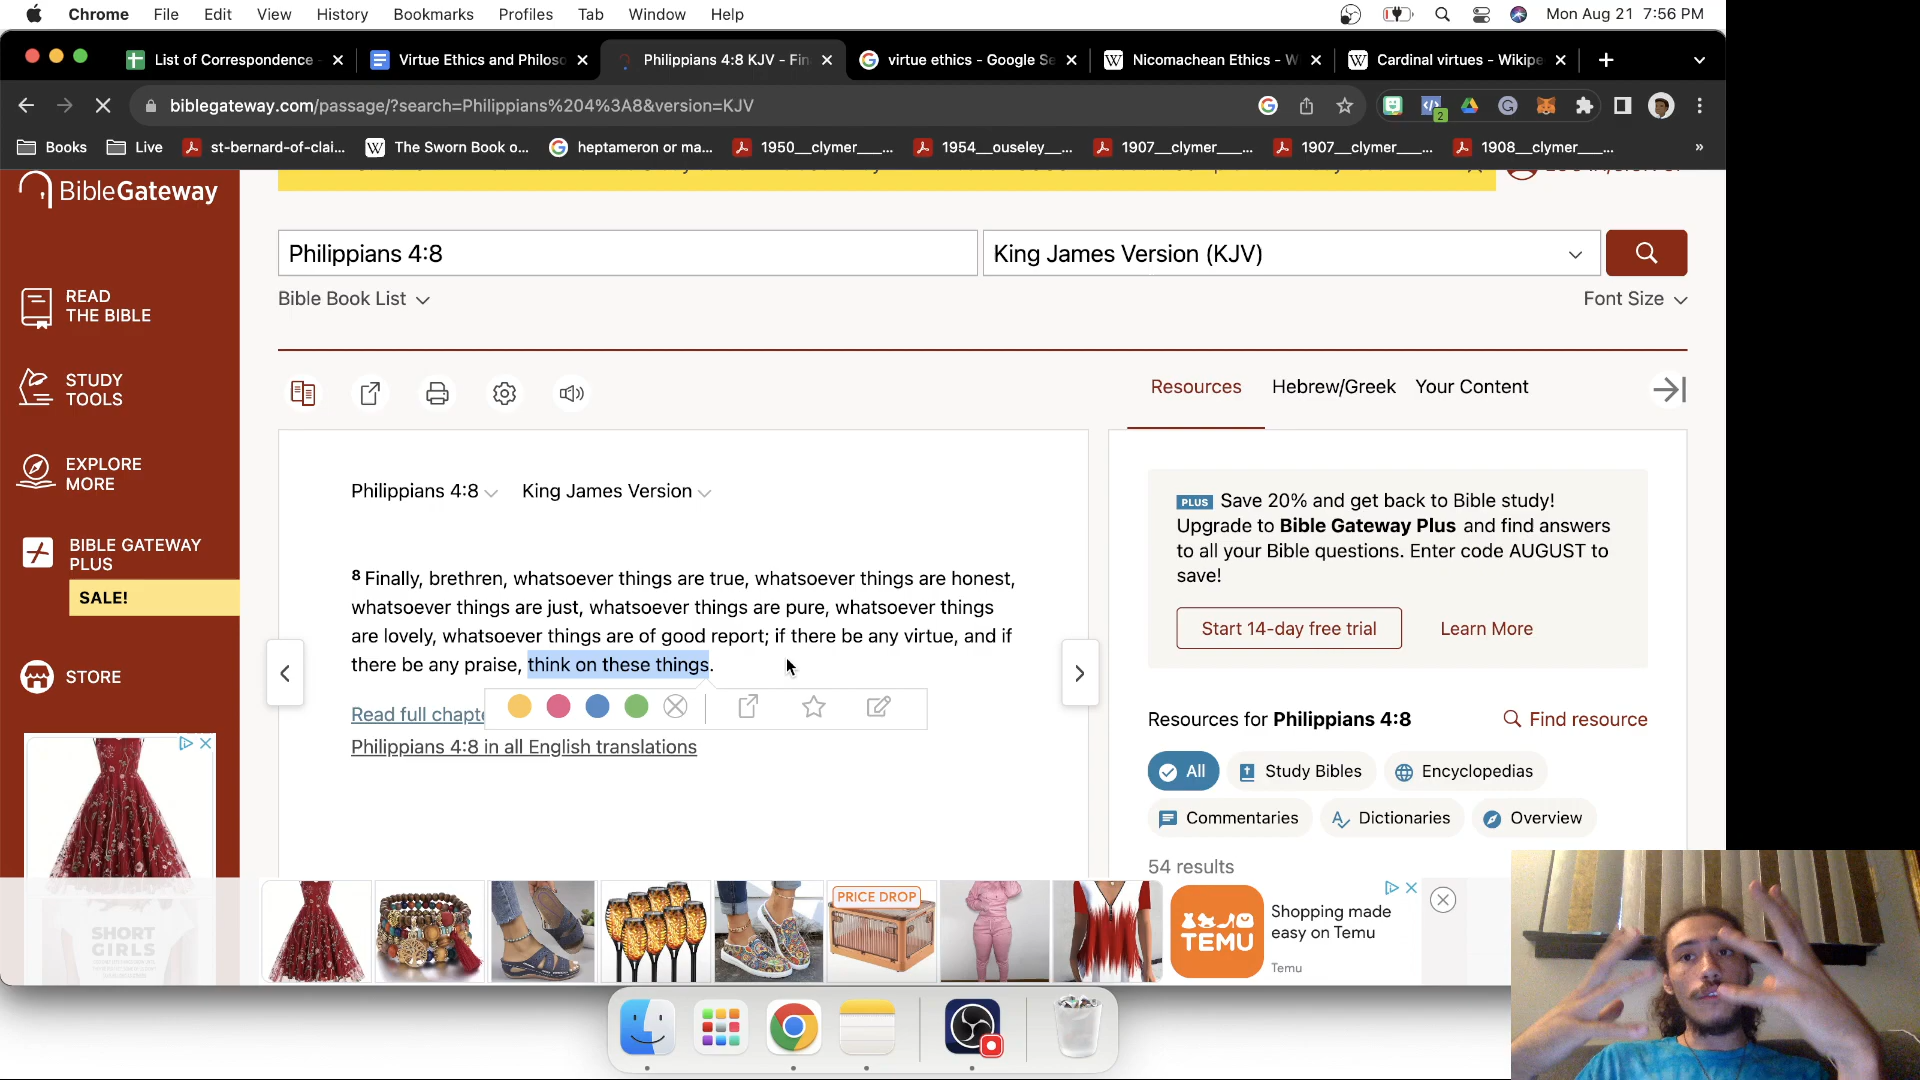 Chrome File Edit View History Bookmarks Profiles Tab Window Help Mon Aug 21 7:56 PM
List of Correspondence Virtue Ethics and Philoso Philippians 4:8 KJV - Fin virtue ethics - Google Se Nicomachean Ethics - W Cardinal virtues - Wikipe
biblegateway.com/passage/?search=Philippians%204%3A8&version=KJV
2
Books Live st-bernard-of-clai... The Sworn Book o... heptameron or ma... 1950__clymer____... 1954__ouseley___... 1907__clymer____... 1907__clymer____... 1908__clymer____... »
BibleGateway
Philippians 4:8 King James Version (KJV)
Bible Book List Font Size
READ
THE BIBLE
STUDY
TOOLS
EXPLORE
MORE
BIBLE GATEWAY
PLUS
SALE!
STORE
Resources Hebrew/Greek Your Content
Philippians 4:8 King James Version
8 Finally, brethren, whatsoever things are true, whatsoever things are honest,
whatsoever things are just, whatsoever things are pure, whatsoever things
are lovely, whatsoever things are of good report; if there be any virtue, and if
there be any praise, think on these things.
Read full chapte
Philippians 4:8 in all English translations
PLUS Save 20% and get back to Bible study!
Upgrade to Bible Gateway Plus and find answers
to all your Bible questions. Enter code AUGUST to
save!
Start 14-day free trial Learn More
Resources for Philippians 4:8 Find resource
All Study Bibles Encyclopedias
Commentaries Dictionaries Overview
54 results
SHORT
GIRLS
PRICE DROP
TEMU
Shopping made
easy on Temu
Temu